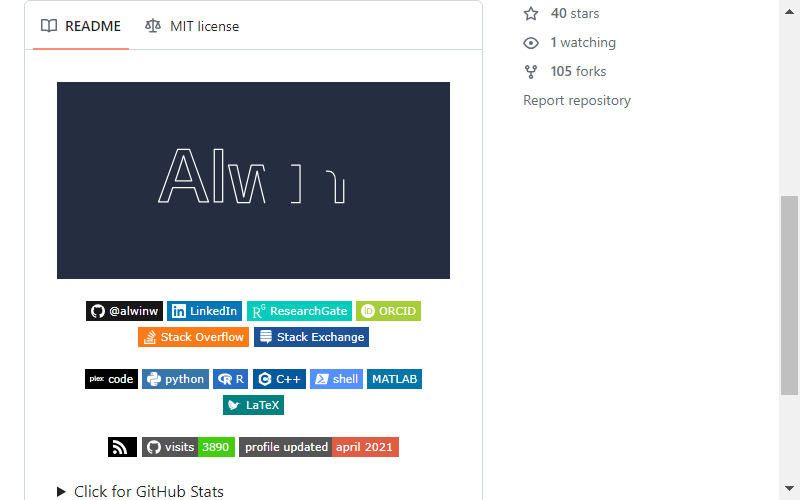 README MIT license
40 stars
1 watching
105 forks
Report repository
Alw
@alwinw LinkedIn ResearchGate ORCID
Stack Overflow Stack Exchange
plex code python R C++ shell MATLAB
LaTeX
visits 3890 profile updated april 2021
Click for GitHub Stats